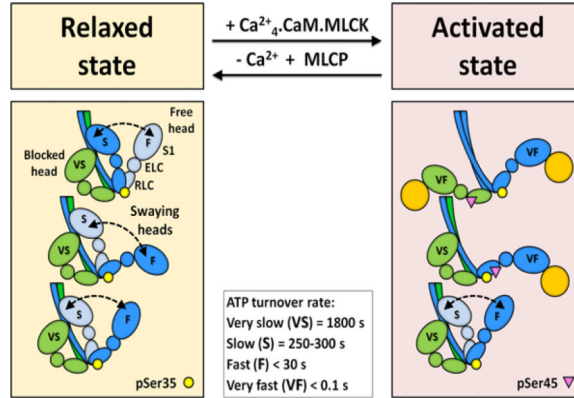 Relaxed
state
+ Ca²⁺₄.CaM.MLCK
- Ca²⁺ + MLCP
Activated
state
Free
head
S
F
S1
Blocked
head
VS
ELC
RLC
S
Swaying
heads
VS
F
S
F
VS
pSer35
ATP turnover rate:
Very slow (VS) = 1800 s
Slow (S) = 250-300 s
Fast (F) < 30 s
Very fast (VF) < 0.1 s
VF
VF
VS
VF
S
F
VS
pSer45